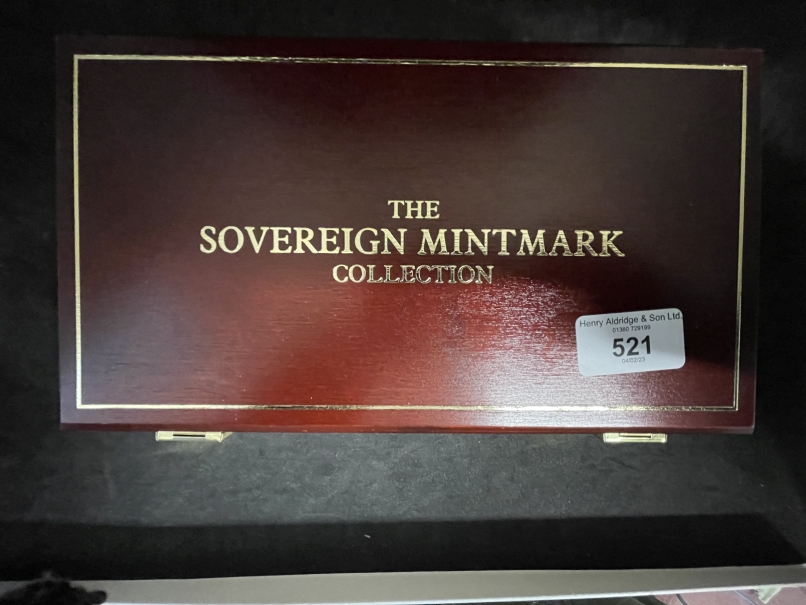 THE
SOVEREIGN MINTMARK
COLLECTION
Henry Aldridge & Son Ltd.
01380 729199
521
04/02/23